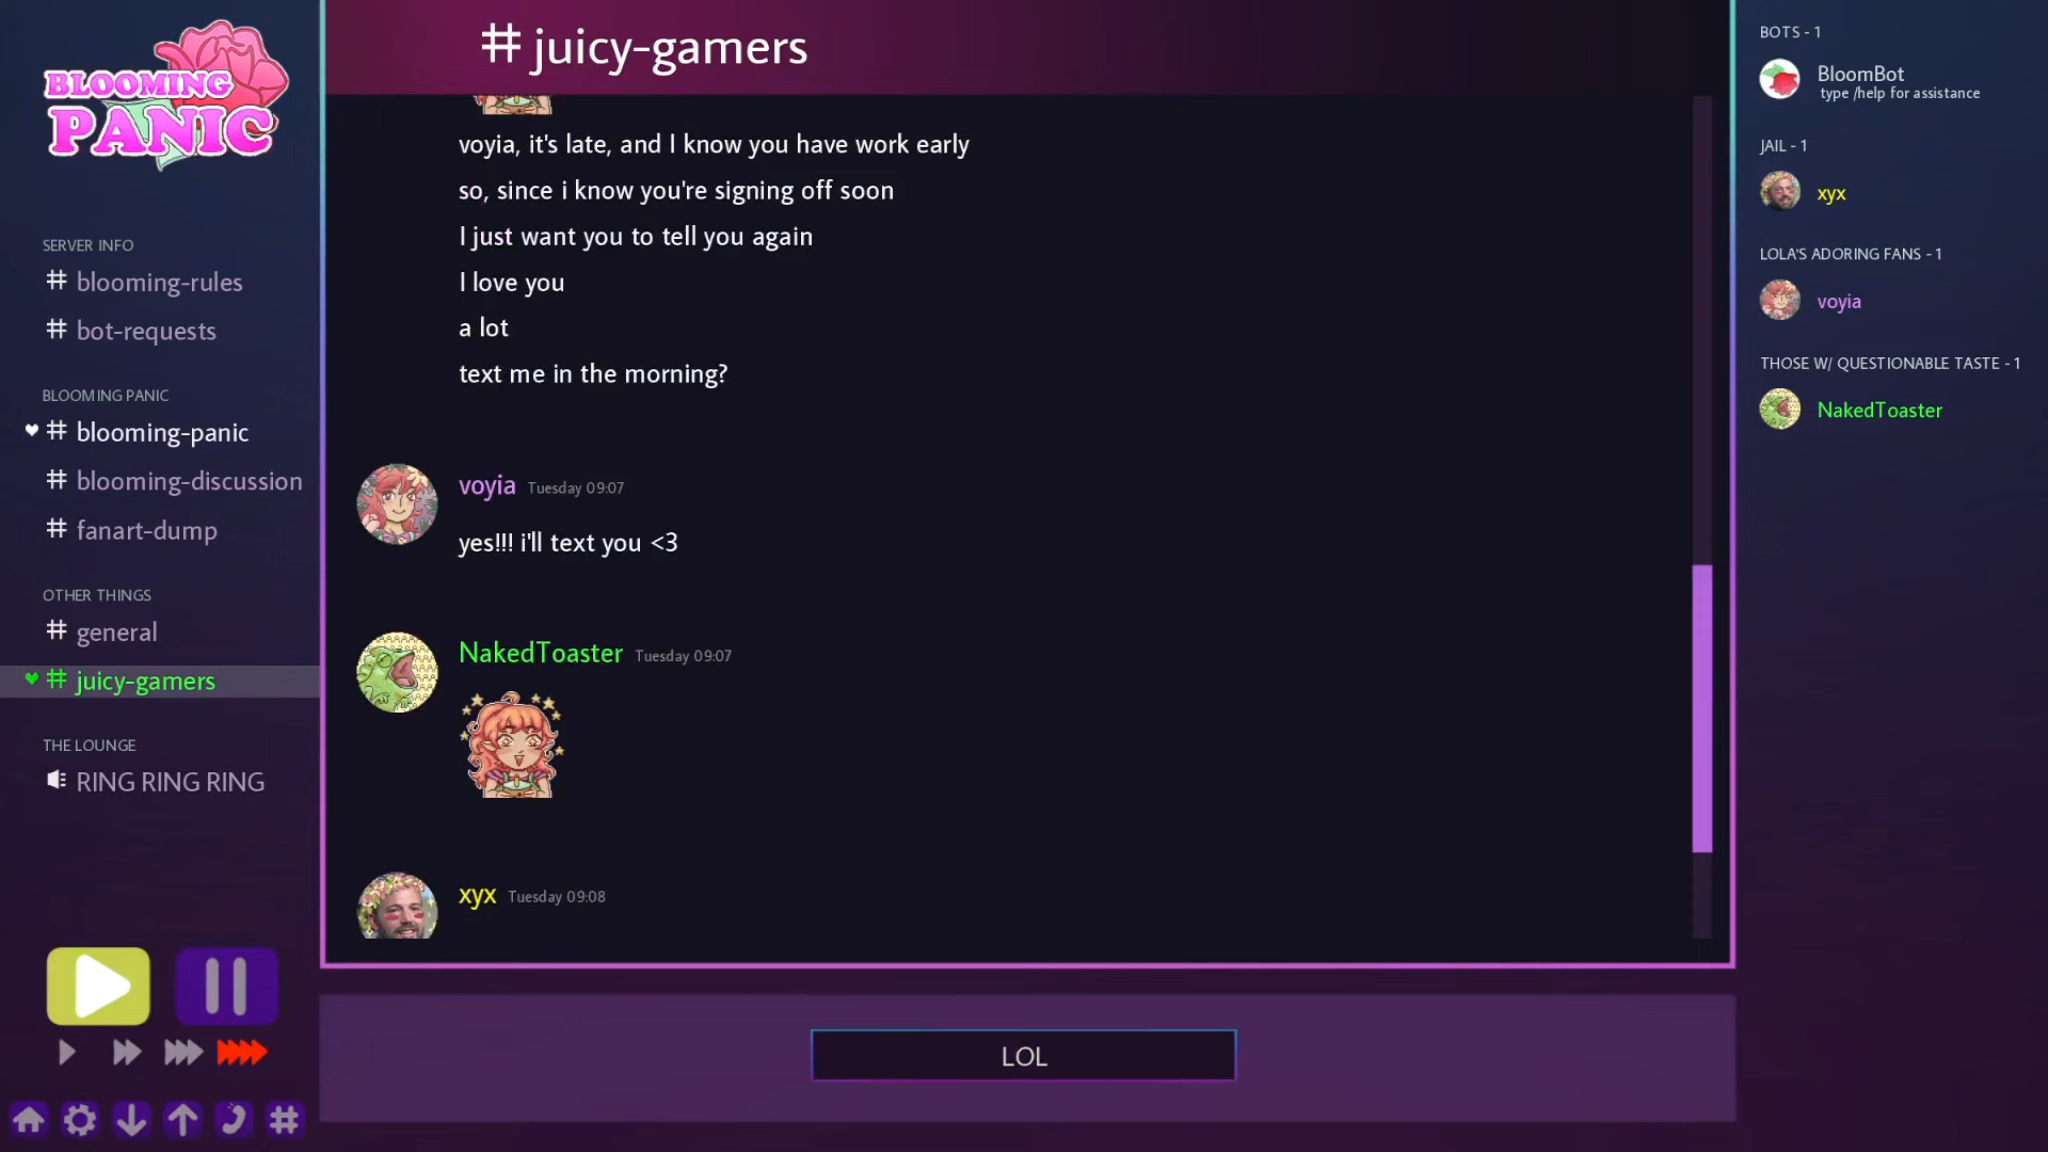 BLOOMING
PANIC
SERVER INFO
# blooming-rules
# bot-requests
BLOOMING PANIC
# blooming-panic
# blooming-discussion
# fanart-dump
OTHER THINGS
# general
# juicy-gamers
THE LOUNGE
RING RING RING
# juicy-gamers
voyia, it's late, and I know you have work early
so, since i know you're signing off soon
I just want you to tell you again
I love you
a lot
text me in the morning?
voyia Tuesday 09:07
yes!!! i'll text you <3
NakedToaster Tuesday 09:07
xyx Tuesday 09:08
LOL
BOTS - 1
BloomBot
type /help for assistance
JAIL - 1
xyx
LOLA'S ADORING FANS - 1
voyia
THOSE W/ QUESTIONABLE TASTE - 1
NakedToaster